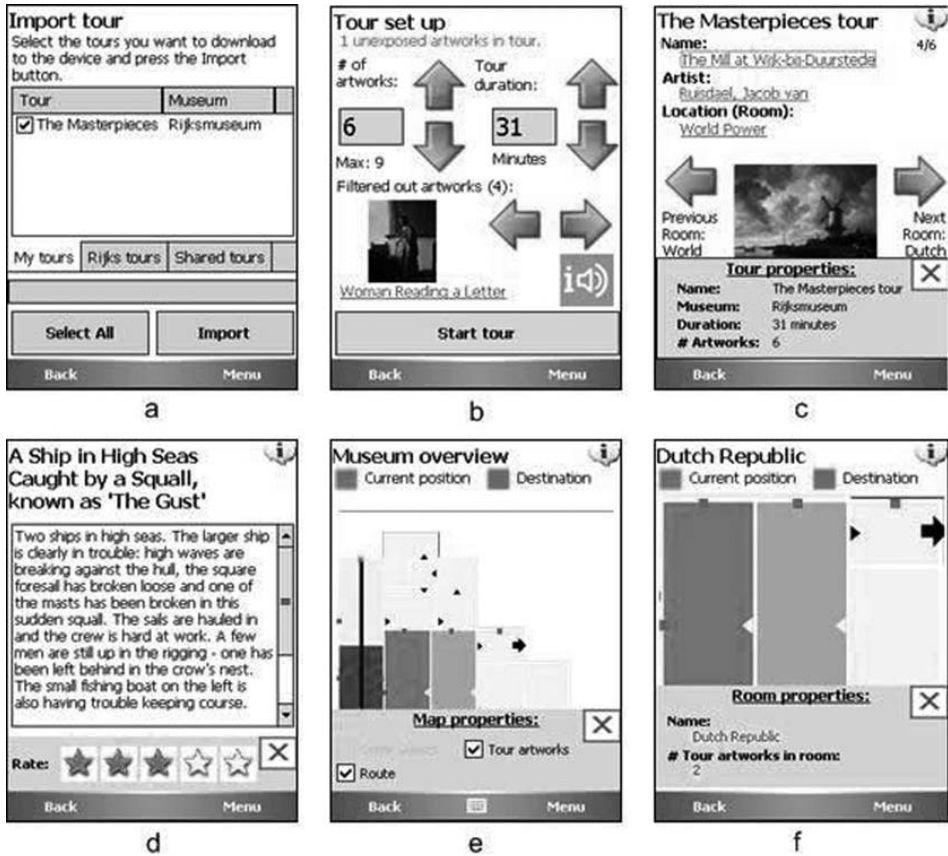 Import tour
Select the tours you want to download
to the device and press the Import
button.
Tour Museum
The Masterpieces Rijksmuseum
My tours Rijks tours Shared tours
Select All Import
Back Menu
a
Tour set up
1 unexposed artworks in tour.
# of
artworks:
Tour
duration:
6 31
Max: 9 Minutes
Filtered out artworks (4):
Woman Reading a Letter
i
Start tour
Back Menu
b
The Masterpieces tour
i
Name: 4/6
The Mill at Wijk-bij-Duurstede
Artist:
Ruisdael, Jacob van
Location (Room):
World Power
Previous
Room:
World
Next
Room:
Dutch
Tour properties:
Name: The Masterpieces tour
Museum: Rijksmuseum
Duration: 31 minutes
# Artworks: 6
Back Menu
c
A Ship in High Seas
Caught by a Squall,
known as 'The Gust'
i
Two ships in high seas. The larger ship
is clearly in trouble: high waves are
breaking against the hull, the square
foresail has broken loose and one of
the masts has been broken in this
sudden squall. The sails are hauled in
and the crew is hard at work. A few
men are still up in the rigging - one has
been left behind in the crow's nest.
The small fishing boat on the left is
also having trouble keeping course.
Rate:
Back Menu
d
Museum overview
i
Current position Destination
Map properties:
Tour artworks
Route
Back Menu
e
Dutch Republic
i
Current position Destination
Room properties:
Name:
Dutch Republic
# Tour artworks in room:
2
Back Menu
f